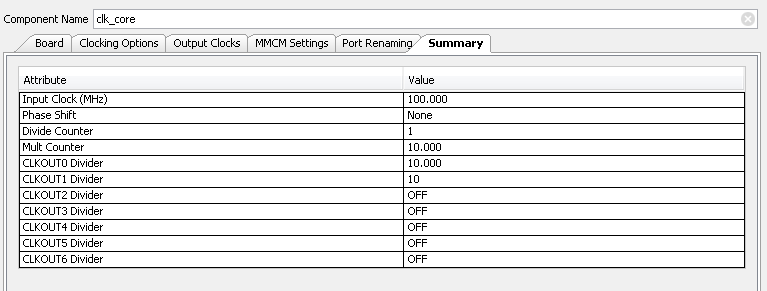 Component Name clk_core
Board Clocking Options Output Clocks MMCM Settings Port Renaming Summary
Attribute Value
Input Clock (MHz) 100.000
Phase Shift None
Divide Counter 1
Mult Counter 10.000
CLKOUT0 Divider 10.000
CLKOUT1 Divider 10
CLKOUT2 Divider OFF
CLKOUT3 Divider OFF
CLKOUT4 Divider OFF
CLKOUT5 Divider OFF
CLKOUT6 Divider OFF